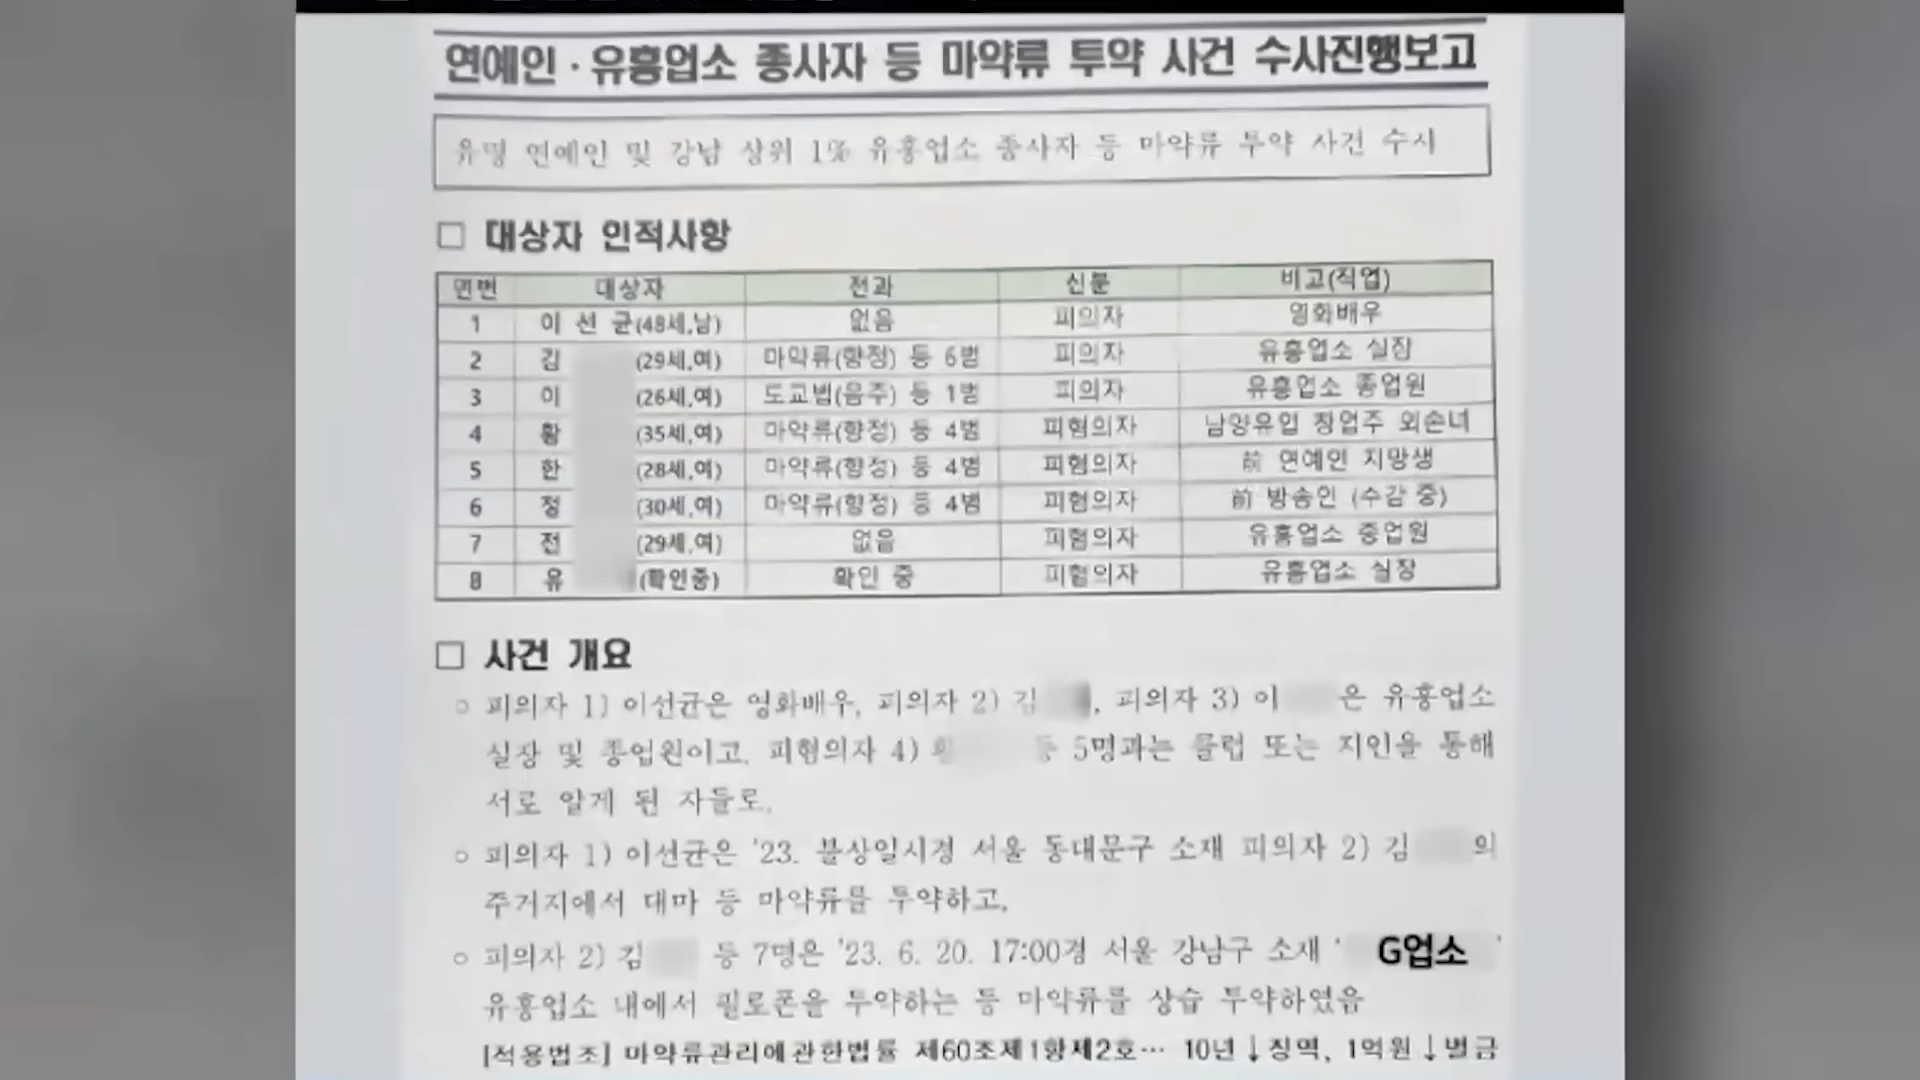 연예인·유흥업소 종사자 등 마약류 투약 사건 수사진행보고
유명 연예인 및 강남 상위 1% 유흥업소 종사자 등 마약류 투약 사건 수사
□ 대상자 인적사항
연번 대상자 전과 신분 비고(직업)
1 이 선 균(48세,남) 없음 피의자 영화배우
2 김 (29세,여) 마약류(향정) 등 6범 피의자 유흥업소 실장
3 이 (26세,여) 도교법(음주) 등 1범 피의자 유흥업소 종업원
4 황 (35세,여) 마약류(향정) 등 4범 피혐의자 남양유업 창업주 외손녀
5 한 (28세,여) 마약류(향정) 등 4범 피혐의자 前 연예인 지망생
6 정 (30세,여) 마약류(향정) 등 4범 피혐의자 前 방송인 (수감 중)
7 전 (29세,여) 없음 피혐의자 유흥업소 종업원
8 유 (확인중) 확인 중 피혐의자 유흥업소 실장
□ 사건 개요
○ 피의자 1) 이선균은 영화배우, 피의자 2) 김 , 피의자 3) 이 은 유흥업소
실장 및 종업원이고, 피혐의자 4) 황 등 5명과는 클럽 또는 지인을 통해
서로 알게 된 자들로,
○ 피의자 1) 이선균은 '23. 불상일시경 서울 동대문구 소재 피의자 2) 김 의
주거지에서 대마 등 마약류를 투약하고,
○ 피의자 2) 김 등 7명은 '23. 6. 20. 17:00경 서울 강남구 소재 ' G업소 '
유흥업소 내에서 필로폰을 투약하는 등 마약류를 상습 투약하였음
[적용법조] 마약류관리에관한법률 제60조제1항제2호… 10년↓징역, 1억원↓벌금